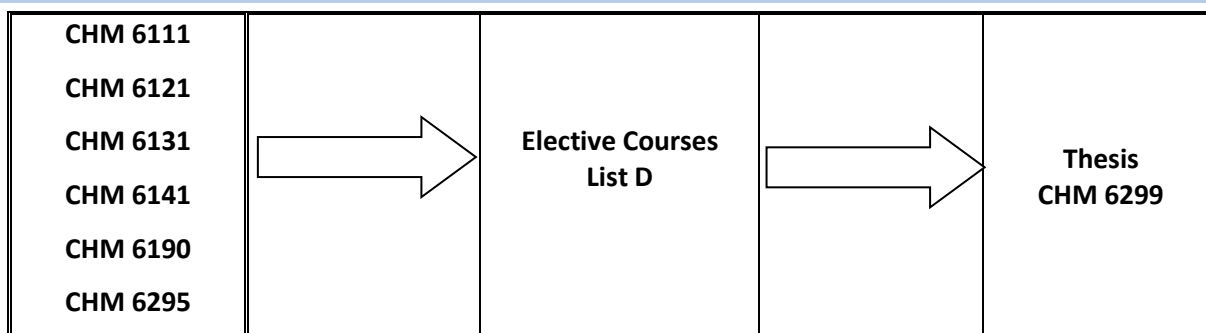 CHM 6111
CHM 6121
CHM 6131
CHM 6141
CHM 6190
CHM 6295
Elective Courses
List D
Thesis
CHM 6299